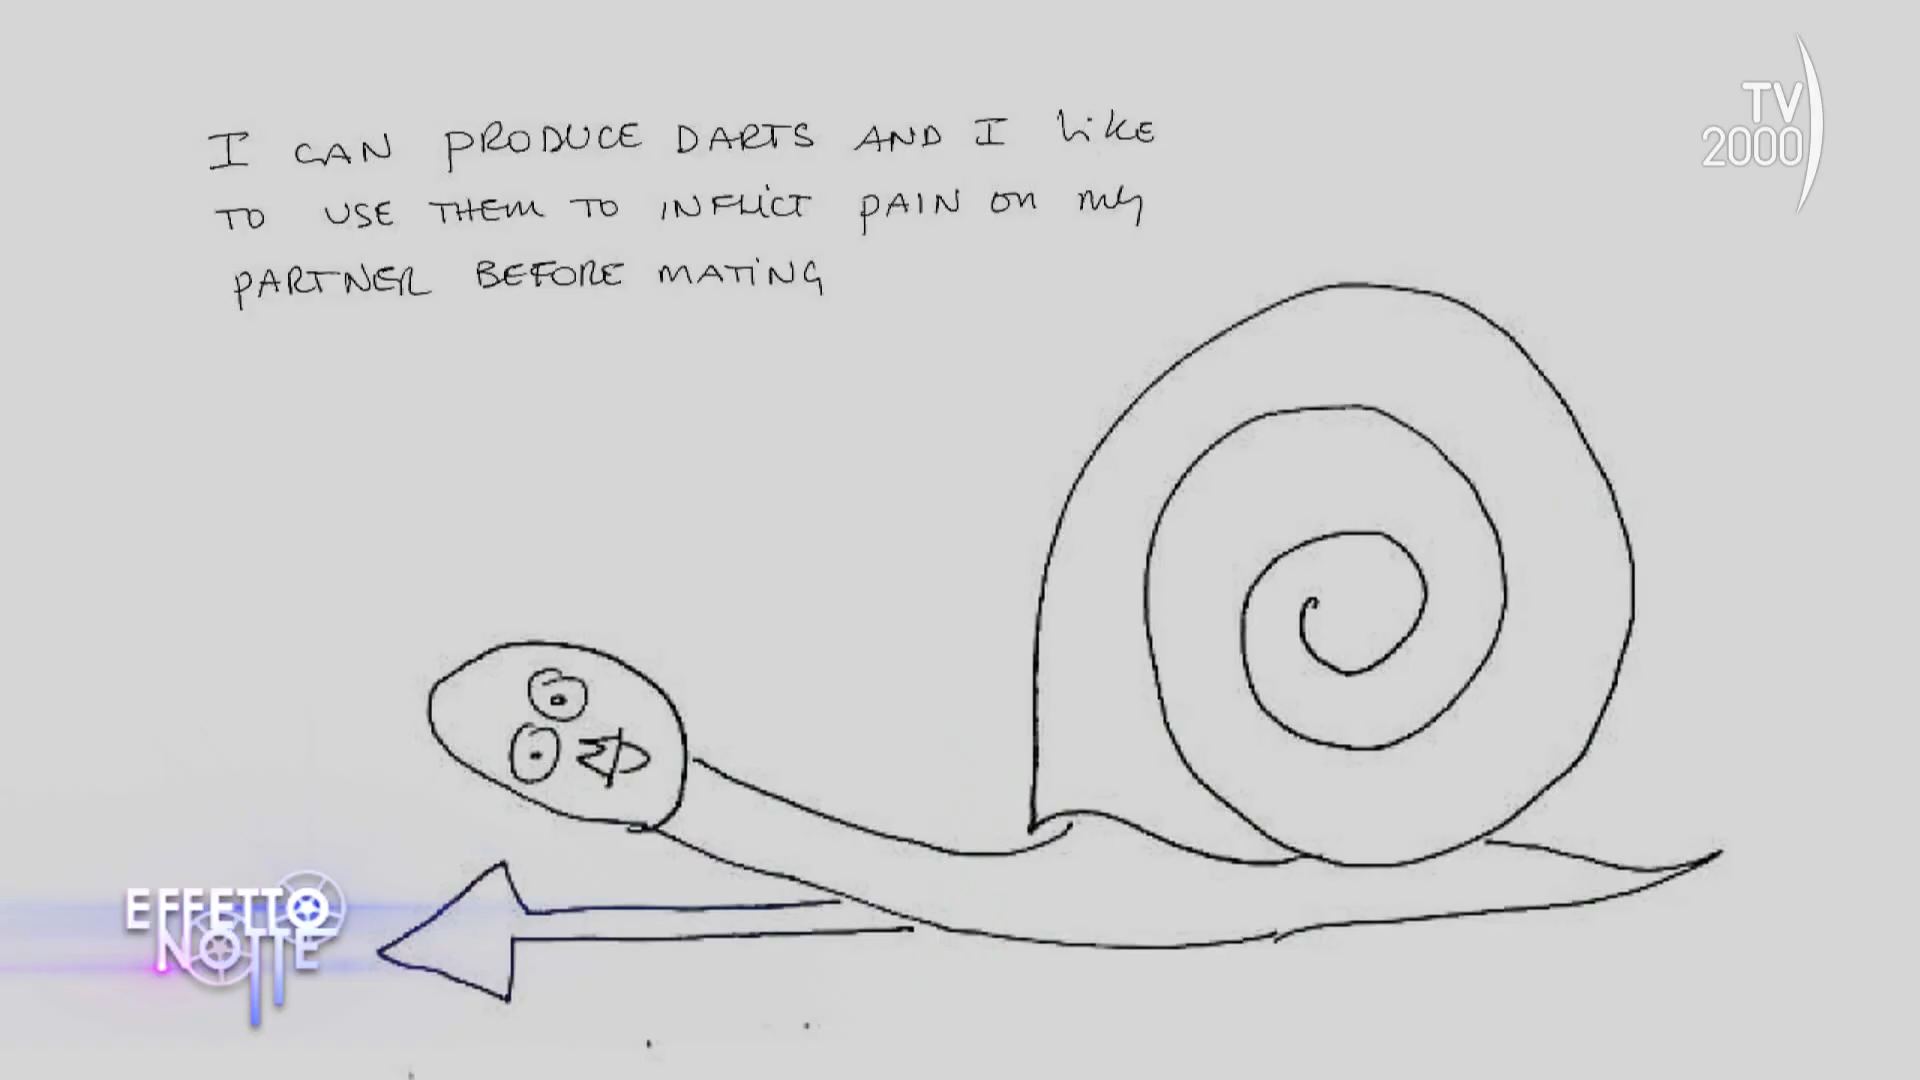 I CAN PRODUCE DARTS AND I Like
TO USE THEM TO INFLICT PAIN ON MY
PARTNER BEFORE MATING
TV
2000
EFFETTO
NOTTE